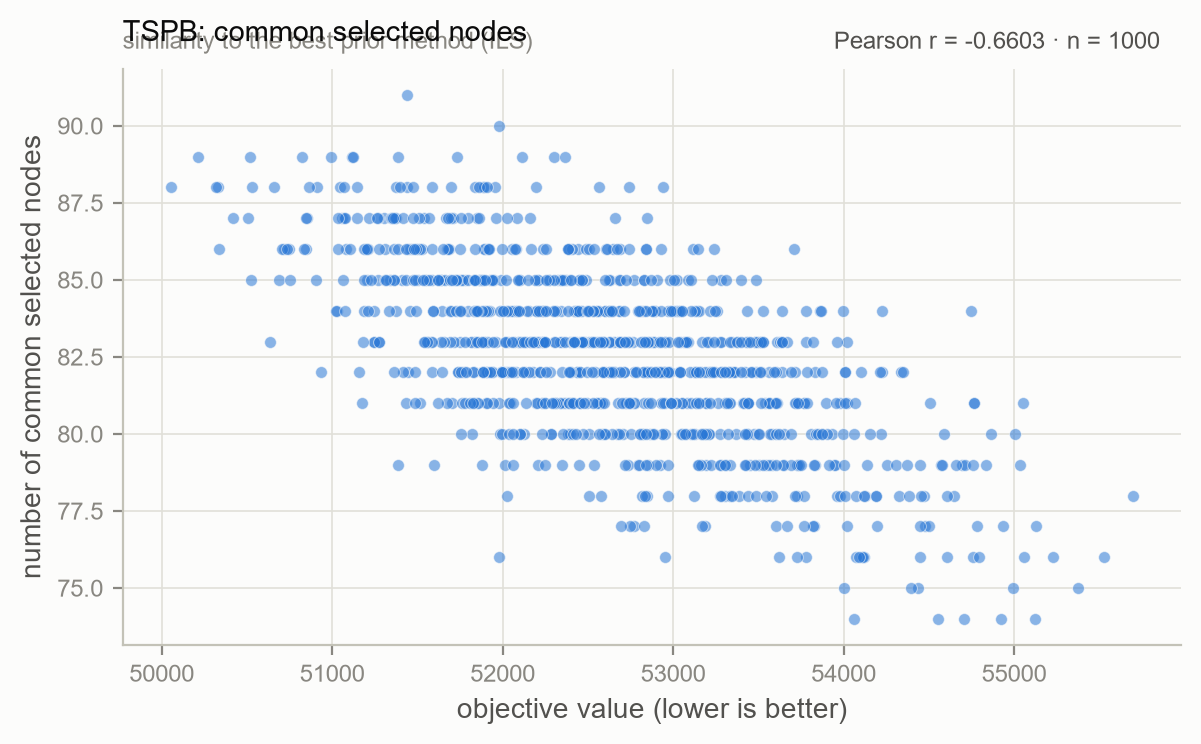 TSPB: common selected nodes
similarity to the best prior method (ILS)
Pearson r = -0.6603 · n = 1000
number of common selected nodes
90.0
87.5
85.0
82.5
80.0
77.5
75.0
50000 51000 52000 53000 54000 55000
objective value (lower is better)